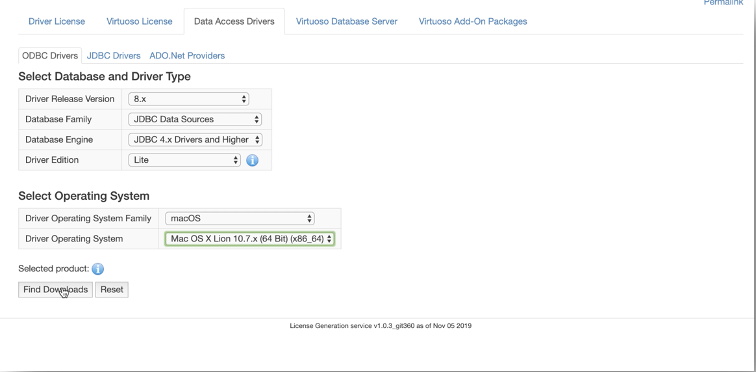 Permalink
Driver License Virtuoso License Data Access Drivers Virtuoso Database Server Virtuoso Add-On Packages
ODBC Drivers JDBC Drivers ADO.Net Providers
Select Database and Driver Type
Driver Release Version 8.x
Database Family JDBC Data Sources
Database Engine JDBC 4.x Drivers and Higher
Driver Edition Lite
Select Operating System
Driver Operating System Family macOS
Driver Operating System Mac OS X Lion 10.7.x (64 Bit) (x86_64)
Selected product:
Find Downloads Reset
License Generation service v1.0.3_git360 as of Nov 05 2019